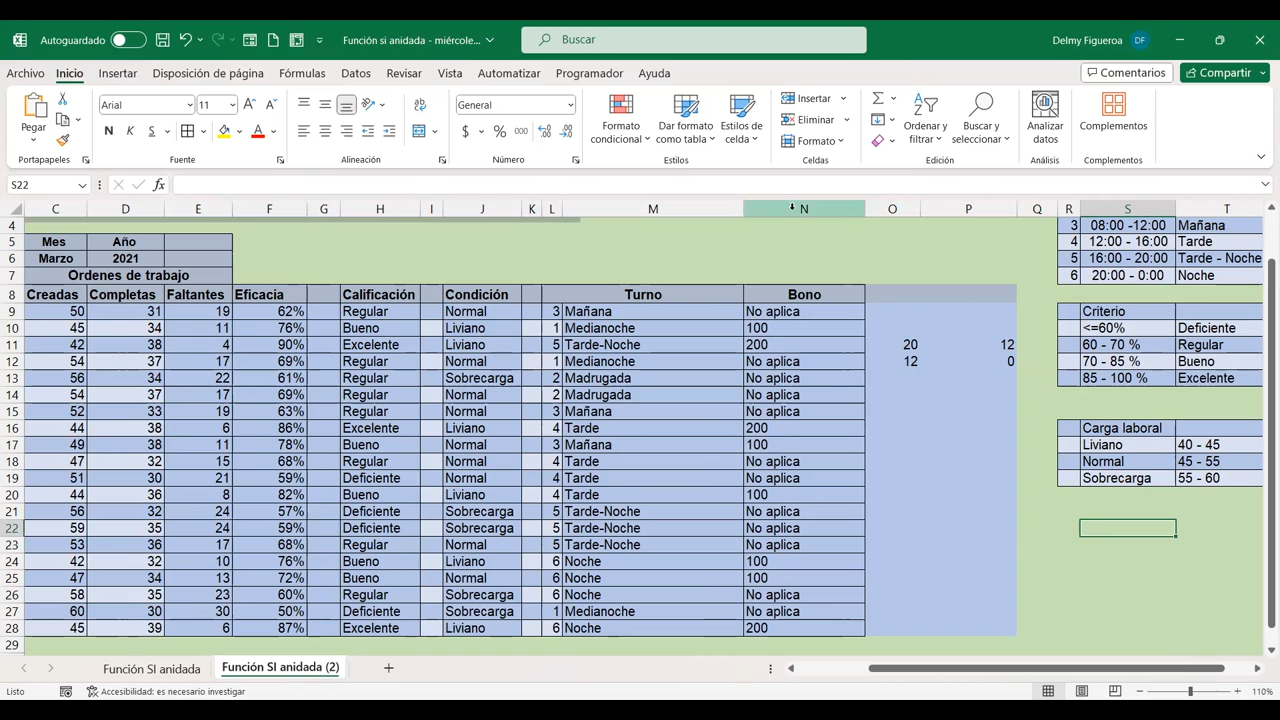 Autoguardado
Función si anidada - miércole...
Buscar
Delmy Figueroa DF
Archivo Inicio Insertar Disposición de página Fórmulas Datos Revisar Vista Automatizar Programador Ayuda
Comentarios Compartir
Pegar
Arial 11
N K S
General
$ % 000
Formato condicional
Dar formato como tabla
Estilos de celda
Insertar
Eliminar
Formato
Ordenar y filtrar
Buscar y seleccionar
Analizar datos
Complementos
Portapapeles Fuente Alineación Número Estilos Celdas Edición Análisis Complementos
S22 fx
C D E F G H I J K L M N O P Q R S T
4 3 08:00 -12:00 Mañana
5 Mes Año 4 12:00 - 16:00 Tarde
6 Marzo 2021 5 16:00 - 20:00 Tarde - Noche
7 Ordenes de trabajo 6 20:00 - 0:00 Noche
8 Creadas Completas Faltantes Eficacia Calificación Condición Turno Bono
9 50 31 19 62% Regular Normal 3 Mañana No aplica Criterio
10 45 34 11 76% Bueno Liviano 1 Medianoche 100 <=60% Deficiente
11 42 38 4 90% Excelente Liviano 5 Tarde-Noche 200 20 12 60 - 70 % Regular
12 54 37 17 69% Regular Normal 1 Medianoche No aplica 12 0 70 - 85 % Bueno
13 56 34 22 61% Regular Sobrecarga 2 Madrugada No aplica 85 - 100 % Excelente
14 54 37 17 69% Regular Normal 2 Madrugada No aplica
15 52 33 19 63% Regular Normal 3 Mañana No aplica
16 44 38 6 86% Excelente Liviano 4 Tarde 200 Carga laboral
17 49 38 11 78% Bueno Normal 3 Mañana 100 Liviano 40 - 45
18 47 32 15 68% Regular Normal 4 Tarde No aplica Normal 45 - 55
19 51 30 21 59% Deficiente Normal 4 Tarde No aplica Sobrecarga 55 - 60
20 44 36 8 82% Bueno Liviano 4 Tarde 100
21 56 32 24 57% Deficiente Sobrecarga 5 Tarde-Noche No aplica
22 59 35 24 59% Deficiente Sobrecarga 5 Tarde-Noche No aplica
23 53 36 17 68% Regular Normal 5 Tarde-Noche No aplica
24 42 32 10 76% Bueno Liviano 6 Noche 100
25 47 34 13 72% Bueno Normal 6 Noche 100
26 58 35 23 60% Regular Sobrecarga 6 Noche No aplica
27 60 30 30 50% Deficiente Sobrecarga 1 Medianoche No aplica
28 45 39 6 87% Excelente Liviano 6 Noche 200
29
Función SI anidada Función SI anidada (2)
Listo Accesibilidad: es necesario investigar 110%